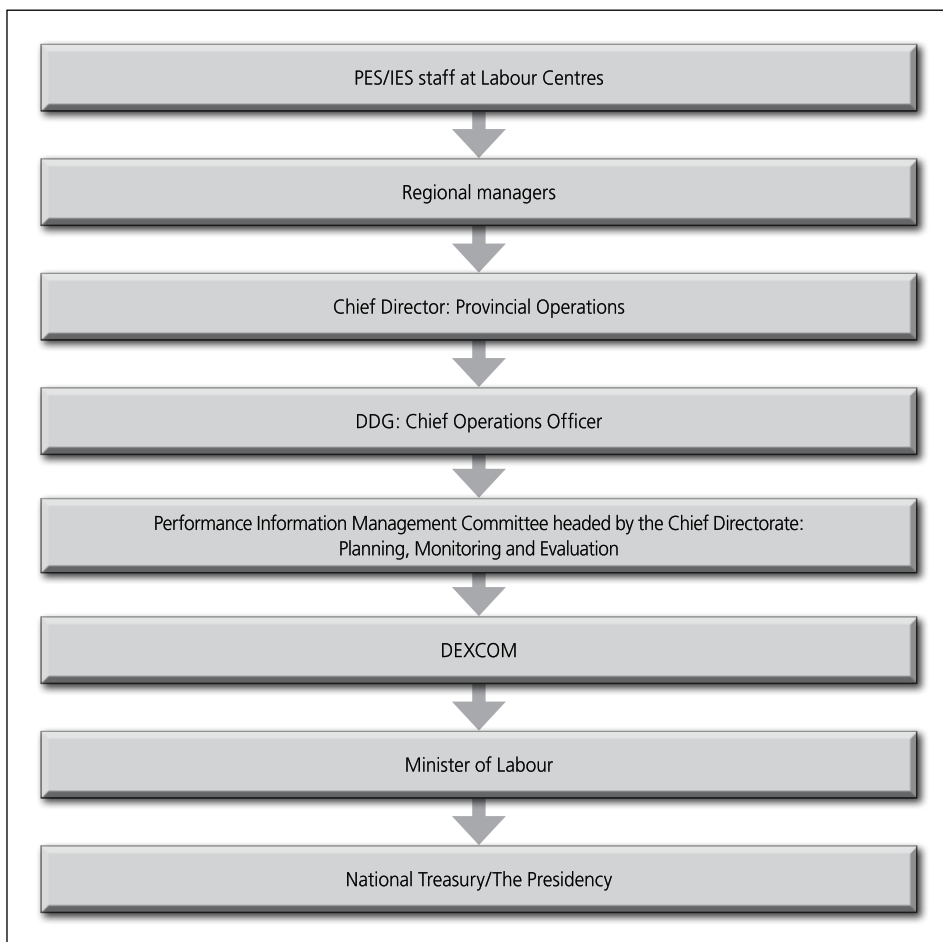 PES/IES staff at Labour Centres
Regional managers
Chief Director: Provincial Operations
DDG: Chief Operations Officer
Performance Information Management Committee headed by the Chief Directorate:
Planning, Monitoring and Evaluation
DEXCOM
Minister of Labour
National Treasury/The Presidency